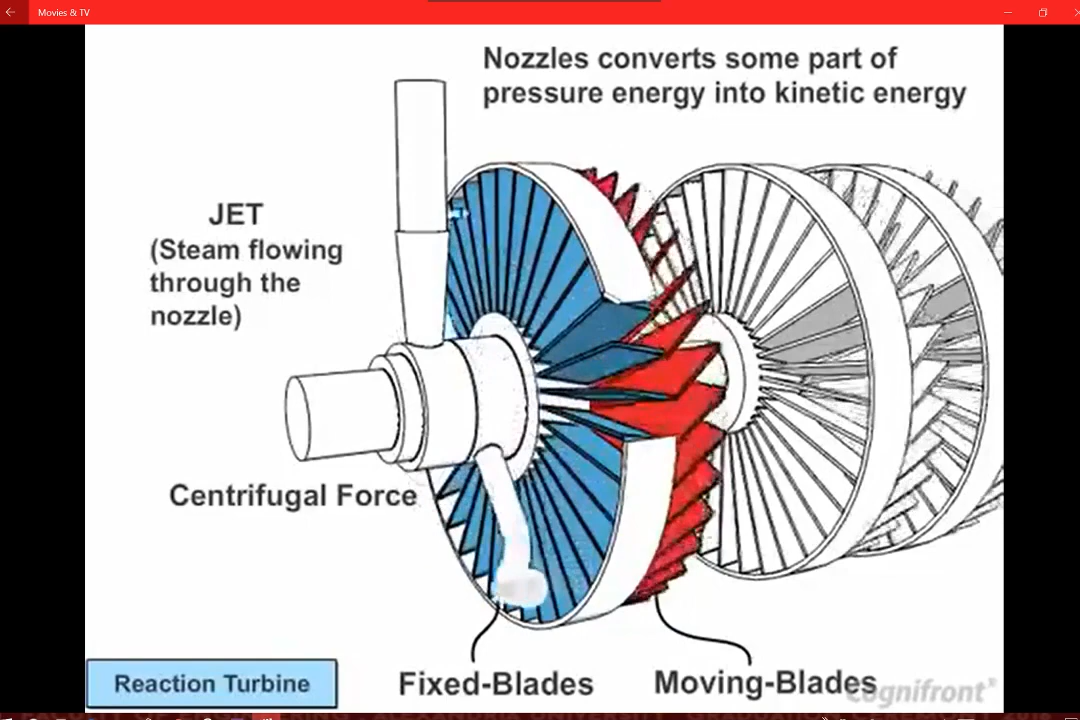 Movies & TV
Nozzles converts some part of
pressure energy into kinetic energy
JET
(Steam flowing
through the
nozzle)
Centrifugal Force
Fixed-Blades
Moving-Blades
Cognifront
Reaction Turbine